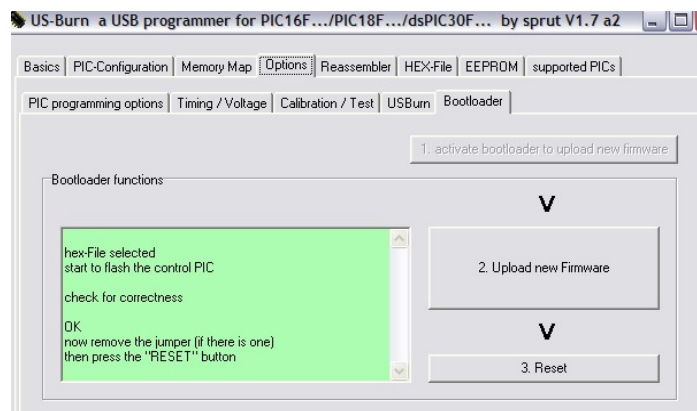 US-Burn a USB programmer for PIC16F.../PIC18F.../dsPIC30F... by sprut V1.7 a2
Basics PIC-Configuration Memory Map Options Reassembler HEX-File EEPROM supported PICs
PIC programming options Timing / Voltage Calibration / Test USBurn Bootloader
1. activate bootloader to upload new firmware
Bootloader functions
V
hex-File selected
start to flash the control PIC
2. Upload new Firmware
check for correctness
OK
now remove the jumper (if there is one)
then press the "RESET" button
V
3. Reset